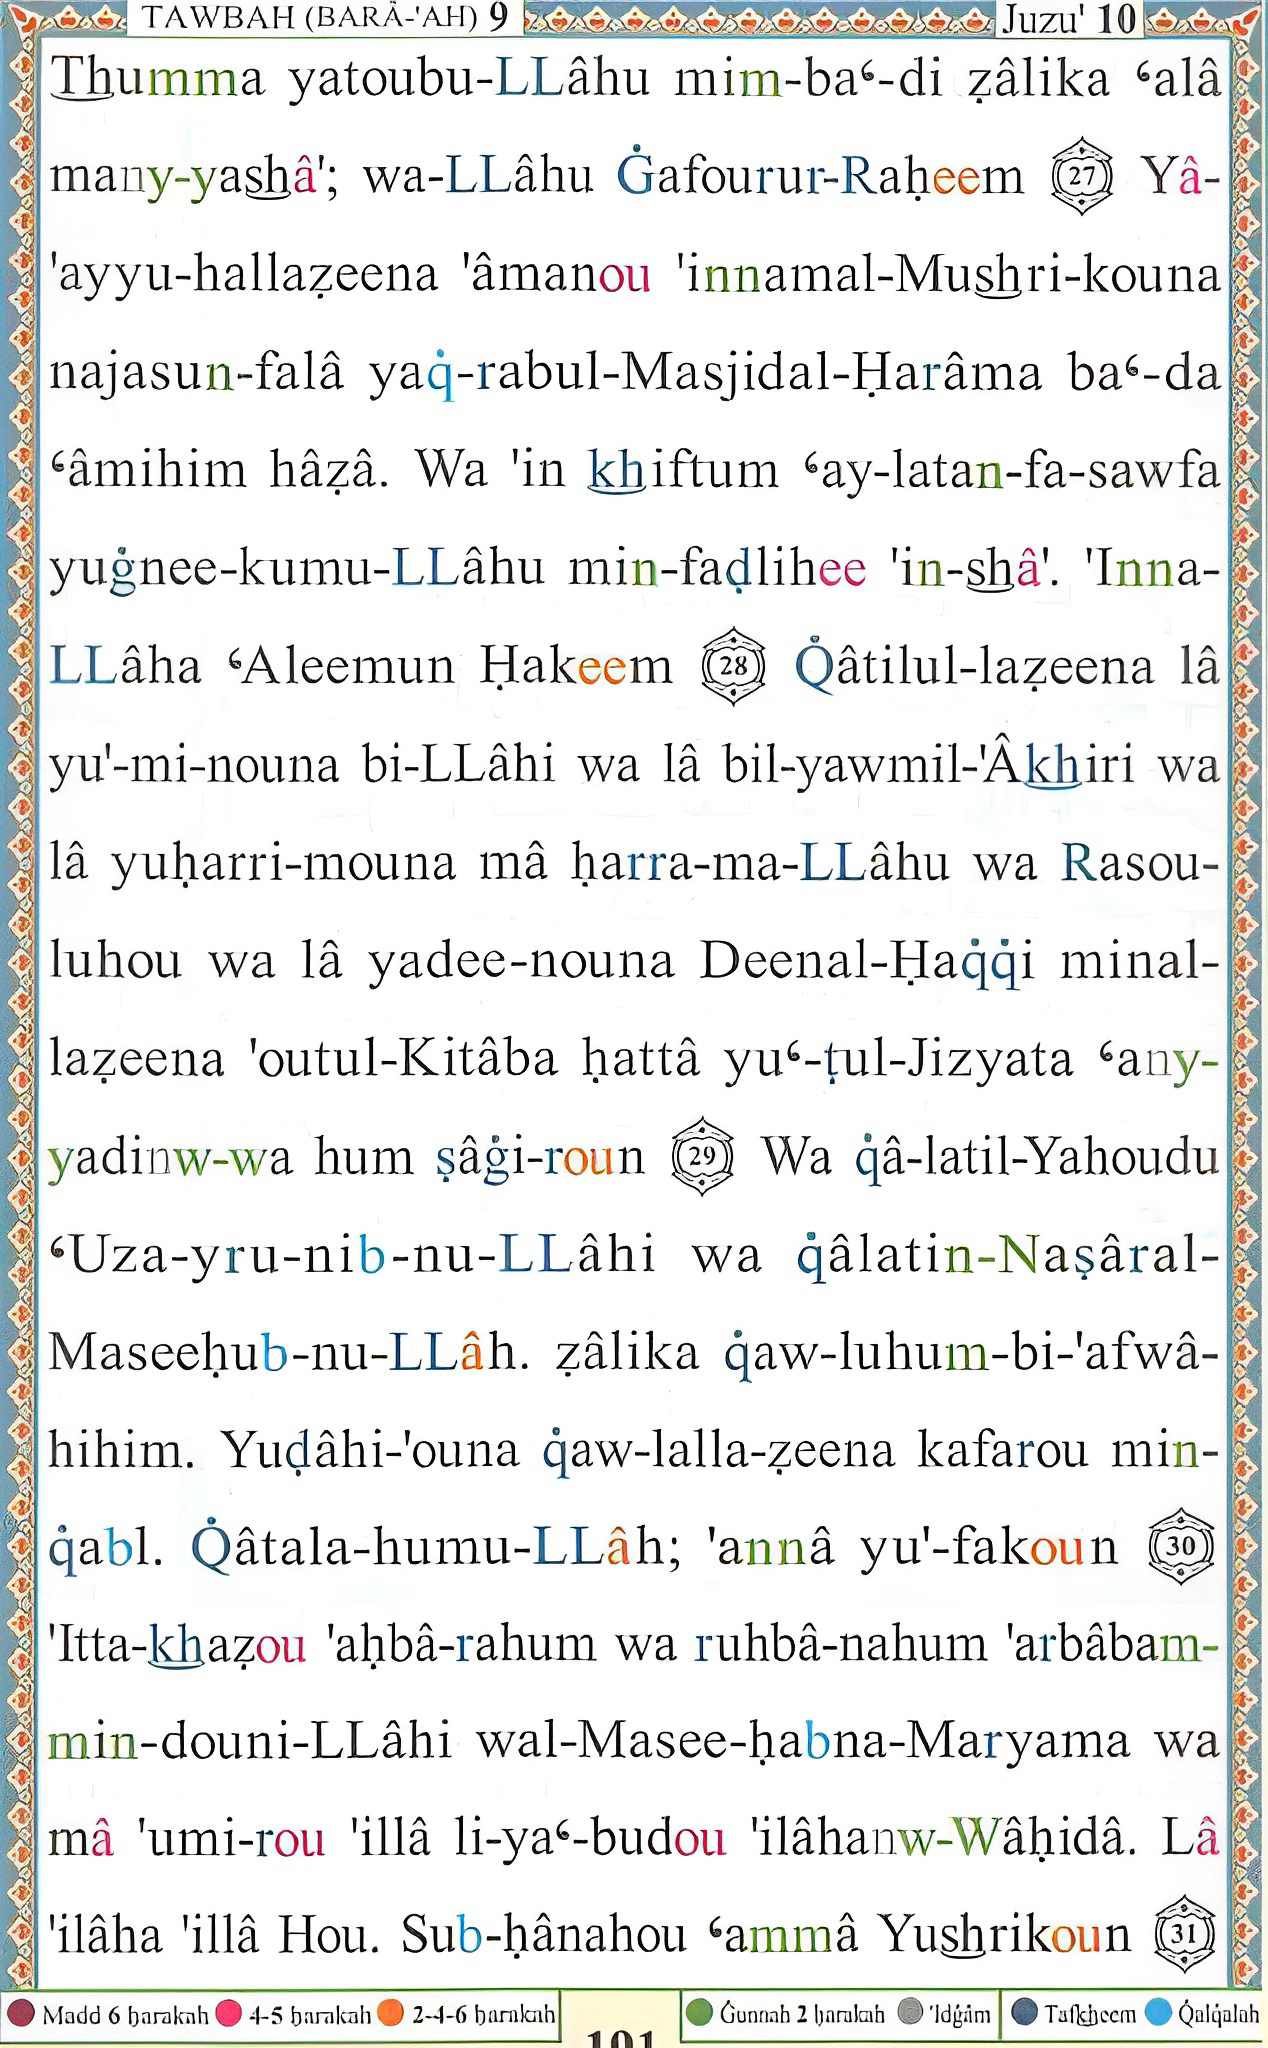 TAWBAH (BARÂ-'AH) 9 Juzu' 10
Thumma yatoubu-LLâhu mim-ba‘-di ẓâlika ‘alâ
many-yashâ'; wa-LLâhu Ġafourur-Raḥeem 27 Yâ-
'ayyu-hallaẓeena 'âmanou 'innamal-Mushri-kouna
najasun-falâ yaq̇-rabul-Masjidal-Ḥarâma ba‘-da
‘âmihim hâẓâ. Wa 'in khiftum ‘ay-latan-fa-sawfa
yuġnee-kumu-LLâhu min-faḍlihee 'in-shâ'. 'Inna-
LLâha ‘Aleemun Ḥakeem 28 Q̇âtilul-laẓeena lâ
yu'-mi-nouna bi-LLâhi wa lâ bil-yawmil-'Âkhiri wa
lâ yuḥarri-mouna mâ ḥarra-ma-LLâhu wa Rasou-
luhou wa lâ yadee-nouna Deenal-Ḥaq̇q̇i minal-
laẓeena 'outul-Kitâba ḥattâ yu‘-ṭul-Jizyata ‘any-
yadinw-wa hum ṣâġi-roun 29 Wa q̇â-latil-Yahoudu
‘Uza-yru-nib-nu-LLâhi wa q̇âlatin-Naṣâral-
Maseeḥub-nu-LLâh. ẓâlika q̇aw-luhum-bi-'afwâ-
hihim. Yuḍâhi-'ouna q̇aw-lalla-ẓeena kafarou min-
q̇abl. Q̇âtala-humu-LLâh; 'annâ yu'-fakoun 30
'Itta-khaẓou 'aḥbâ-rahum wa ruhbâ-nahum 'arbâbam-
min-douni-LLâhi wal-Masee-ḥabna-Maryama wa
mâ 'umi-rou 'illâ li-ya‘-budou 'ilâhanw-Wâḥidâ. Lâ
'ilâha 'illâ Hou. Sub-ḥânahou ‘ammâ Yushrikoun 31
Madd 6 ḥarakah 4-5 ḥarakah 2-4-6 ḥarakah Ġunnah 2 ḥarakah 'Idġâm Tafkheem Q̇alq̇alah
191